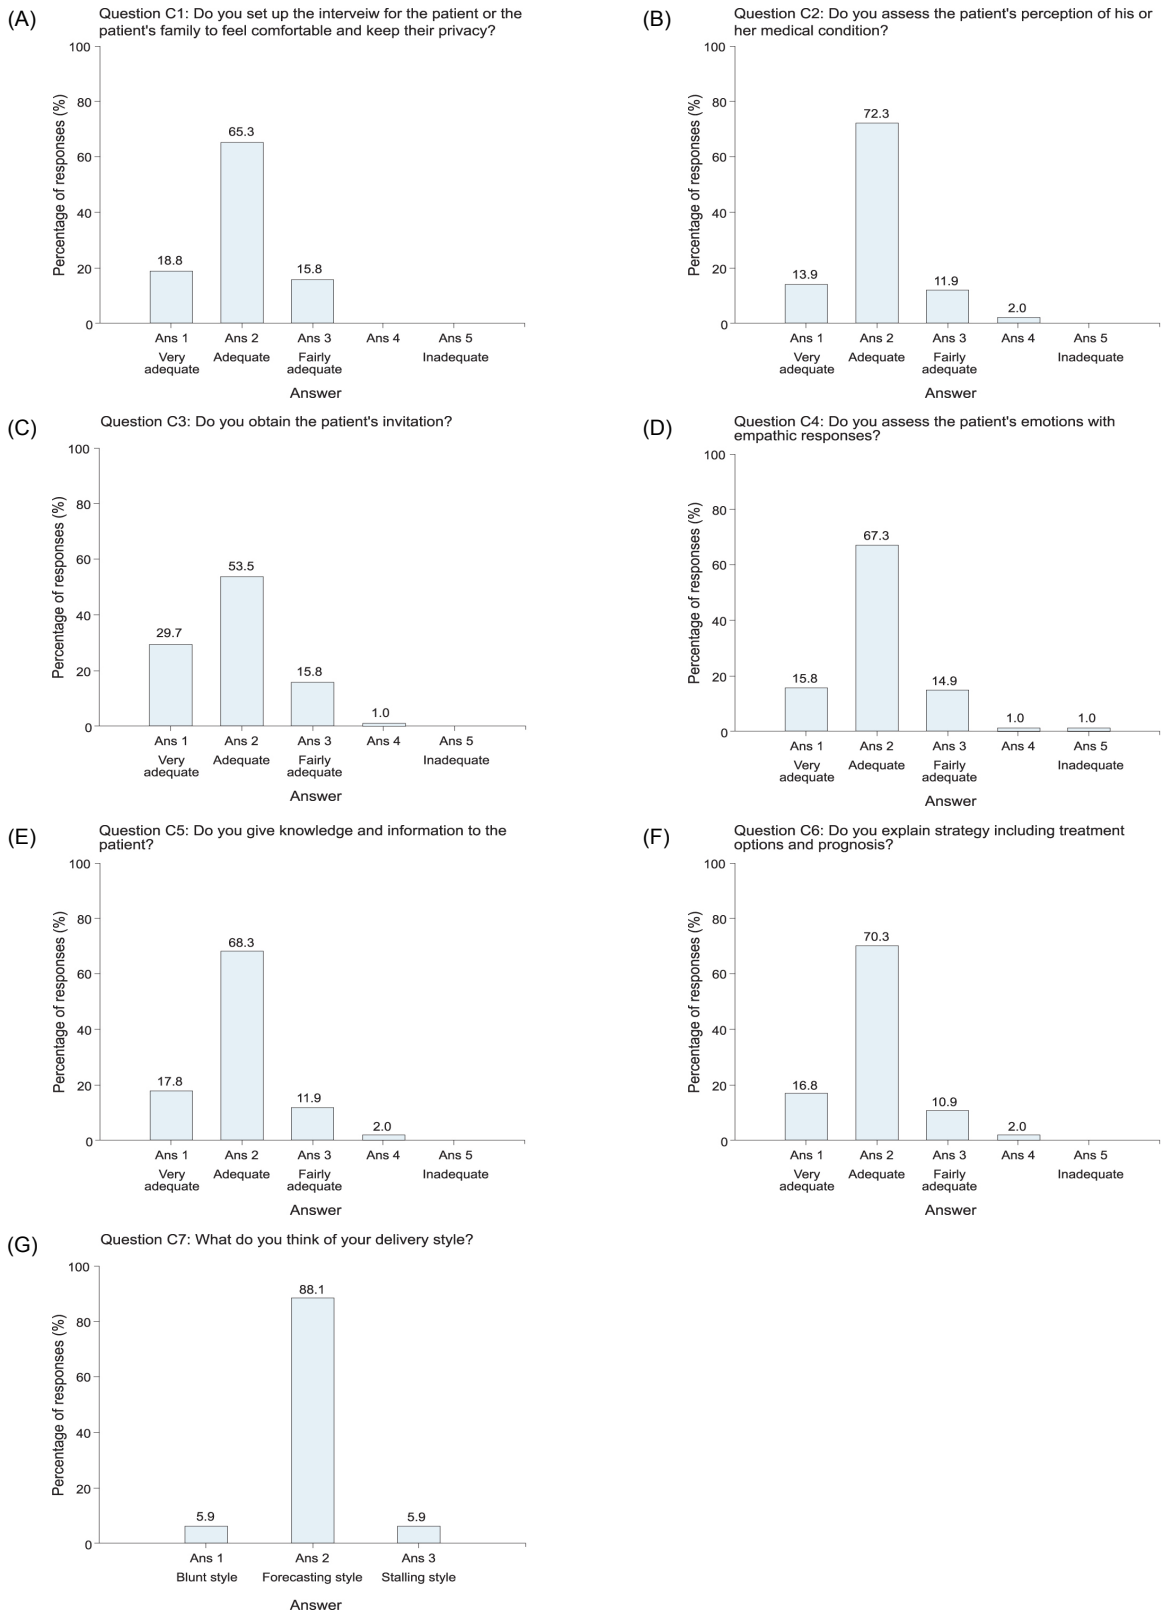 (A)
Question C1: Do you set up the interveiw for the patient or the
patient's family to feel comfortable and keep their privacy?
Percentage of responses (%)
100
80
60
40
20
0
18.8
65.3
15.8
Ans 1 Ans 2 Ans 3 Ans 4 Ans 5
Very Adequate Fairly Inadequate
adequate adequate
Answer
(B)
Question C2: Do you assess the patient's perception of his or
her medical condition?
Percentage of responses (%)
100
80
60
40
20
0
13.9
72.3
11.9
2.0
Ans 1 Ans 2 Ans 3 Ans 4 Ans 5
Very Adequate Fairly Inadequate
adequate adequate
Answer
(C)
Question C3: Do you obtain the patient's invitation?
Percentage of responses (%)
100
80
60
40
20
0
29.7
53.5
15.8
1.0
Ans 1 Ans 2 Ans 3 Ans 4 Ans 5
Very Adequate Fairly Inadequate
adequate adequate
Answer
(D)
Question C4: Do you assess the patient's emotions with
empathic responses?
Percentage of responses (%)
100
80
60
40
20
0
15.8
67.3
14.9
1.0
1.0
Ans 1 Ans 2 Ans 3 Ans 4 Ans 5
Very Adequate Fairly Inadequate
adequate adequate
Answer
(E)
Question C5: Do you give knowledge and information to the
patient?
Percentage of responses (%)
100
80
60
40
20
0
17.8
68.3
11.9
2.0
Ans 1 Ans 2 Ans 3 Ans 4 Ans 5
Very Adequate Fairly Inadequate
adequate adequate
Answer
(F)
Question C6: Do you explain strategy including treatment
options and prognosis?
Percentage of responses (%)
100
80
60
40
20
0
16.8
70.3
10.9
2.0
Ans 1 Ans 2 Ans 3 Ans 4 Ans 5
Very Adequate Fairly Inadequate
adequate adequate
Answer
(G)
Question C7: What do you think of your delivery style?
Percentage of responses (%)
100
80
60
40
20
0
5.9
88.1
5.9
Ans 1 Ans 2 Ans 3
Blunt style Forecasting style Stalling style
Answer